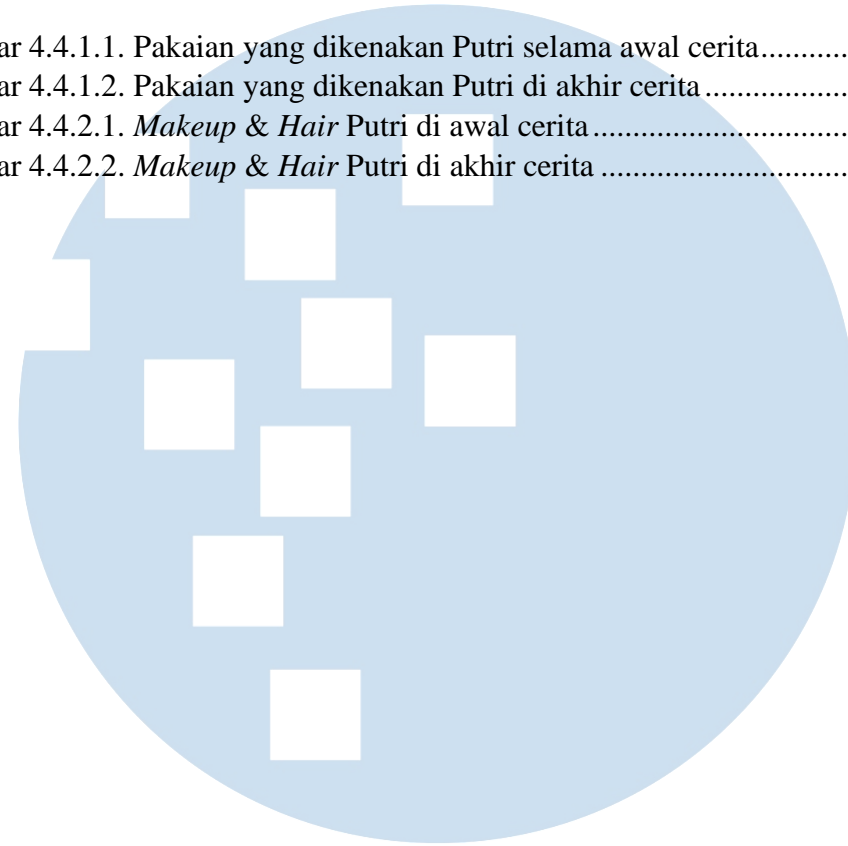 ar 4.4.1.1. Pakaian yang dikenakan Putri selama awal cerita..........
ar 4.4.1.2. Pakaian yang dikenakan Putri di akhir cerita................
ar 4.4.2.1. Makeup & Hair Putri di awal cerita............................
ar 4.4.2.2. Makeup & Hair Putri di akhir cerita ...........................